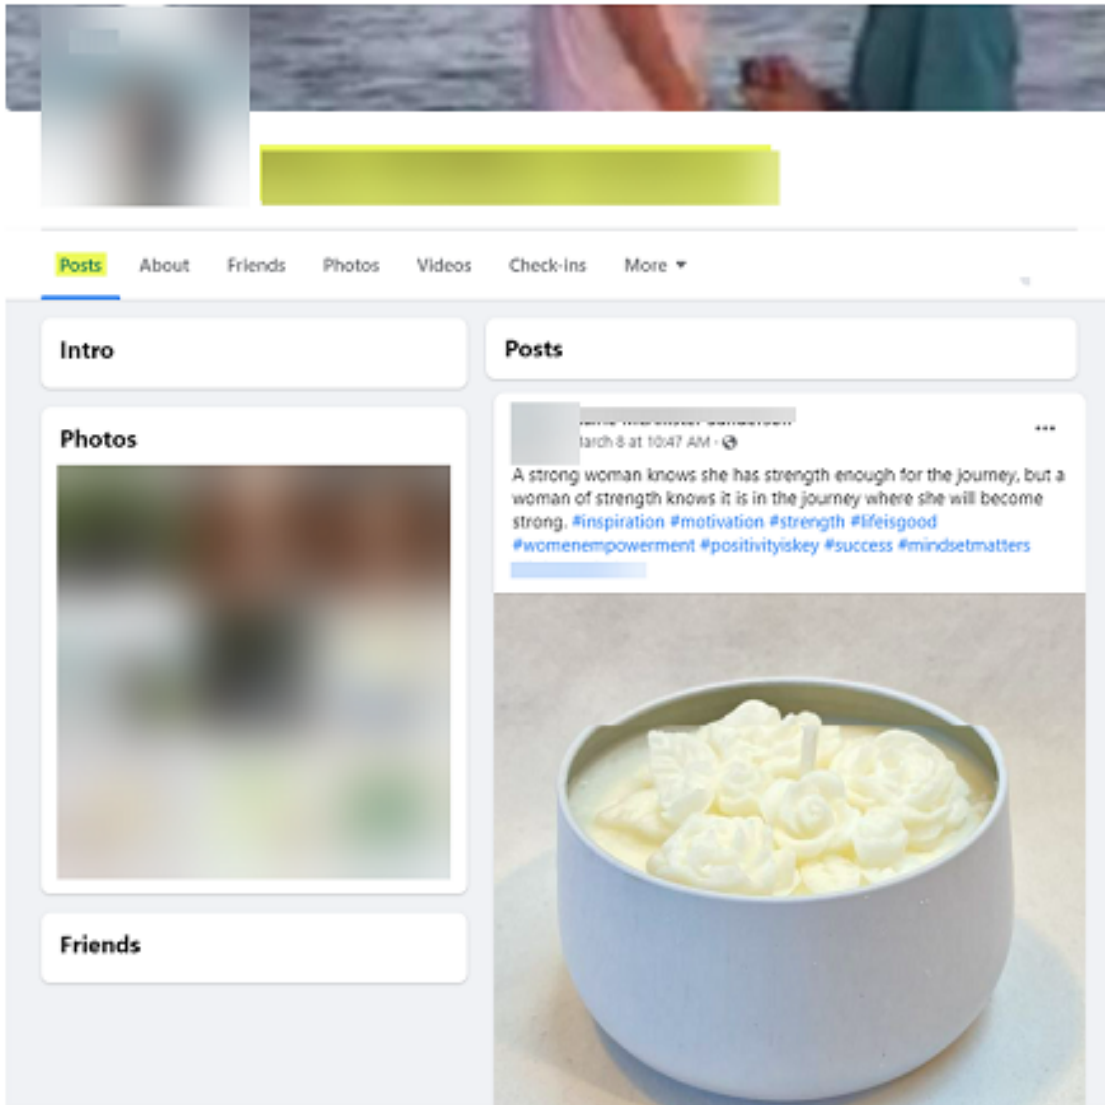 Posts About Friends Photos Videos Check-ins More
Intro
Photos
Friends
Posts
March 8 at 10:47 AM
A strong woman knows she has strength enough for the journey, but a
woman of strength knows it is in the journey where she will become
strong. #inspiration #motivation #strength #lifeisgood
#womenempowerment #positivityiskey #success #mindsetmatters